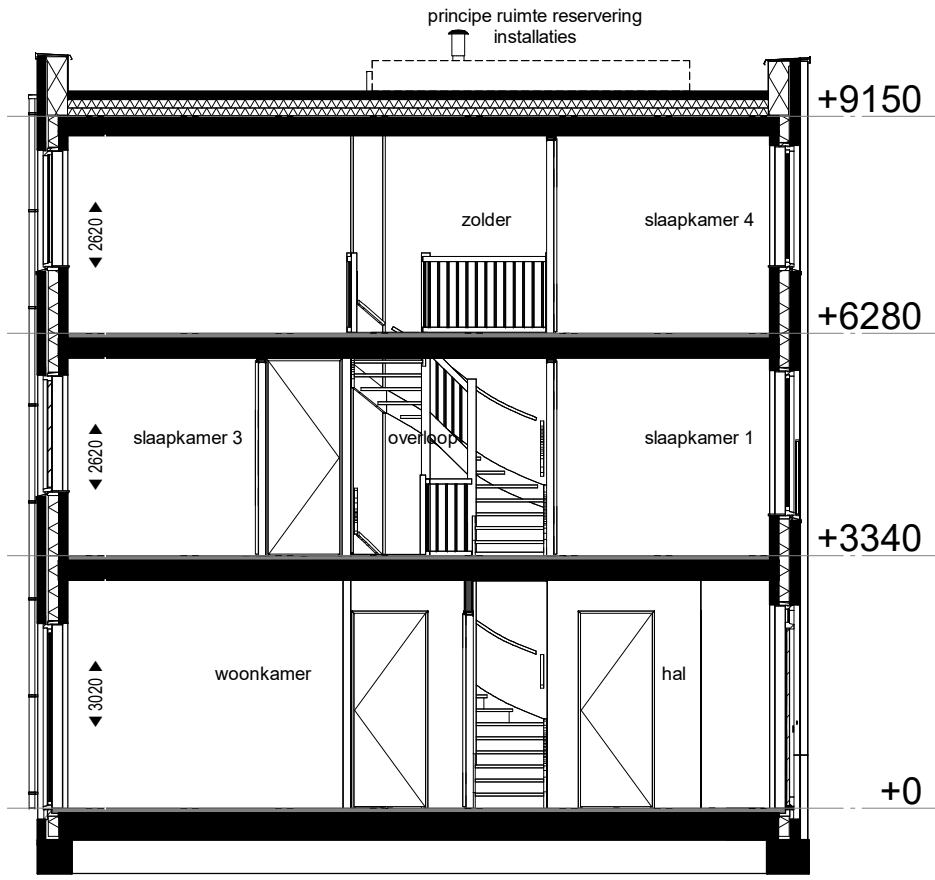 principe ruimte reservering
installaties
+9150
zolder
slaapkamer 4
2620
+6280
slaapkamer 3
overloop
slaapkamer 1
2620
+3340
woonkamer
hal
3020
+0